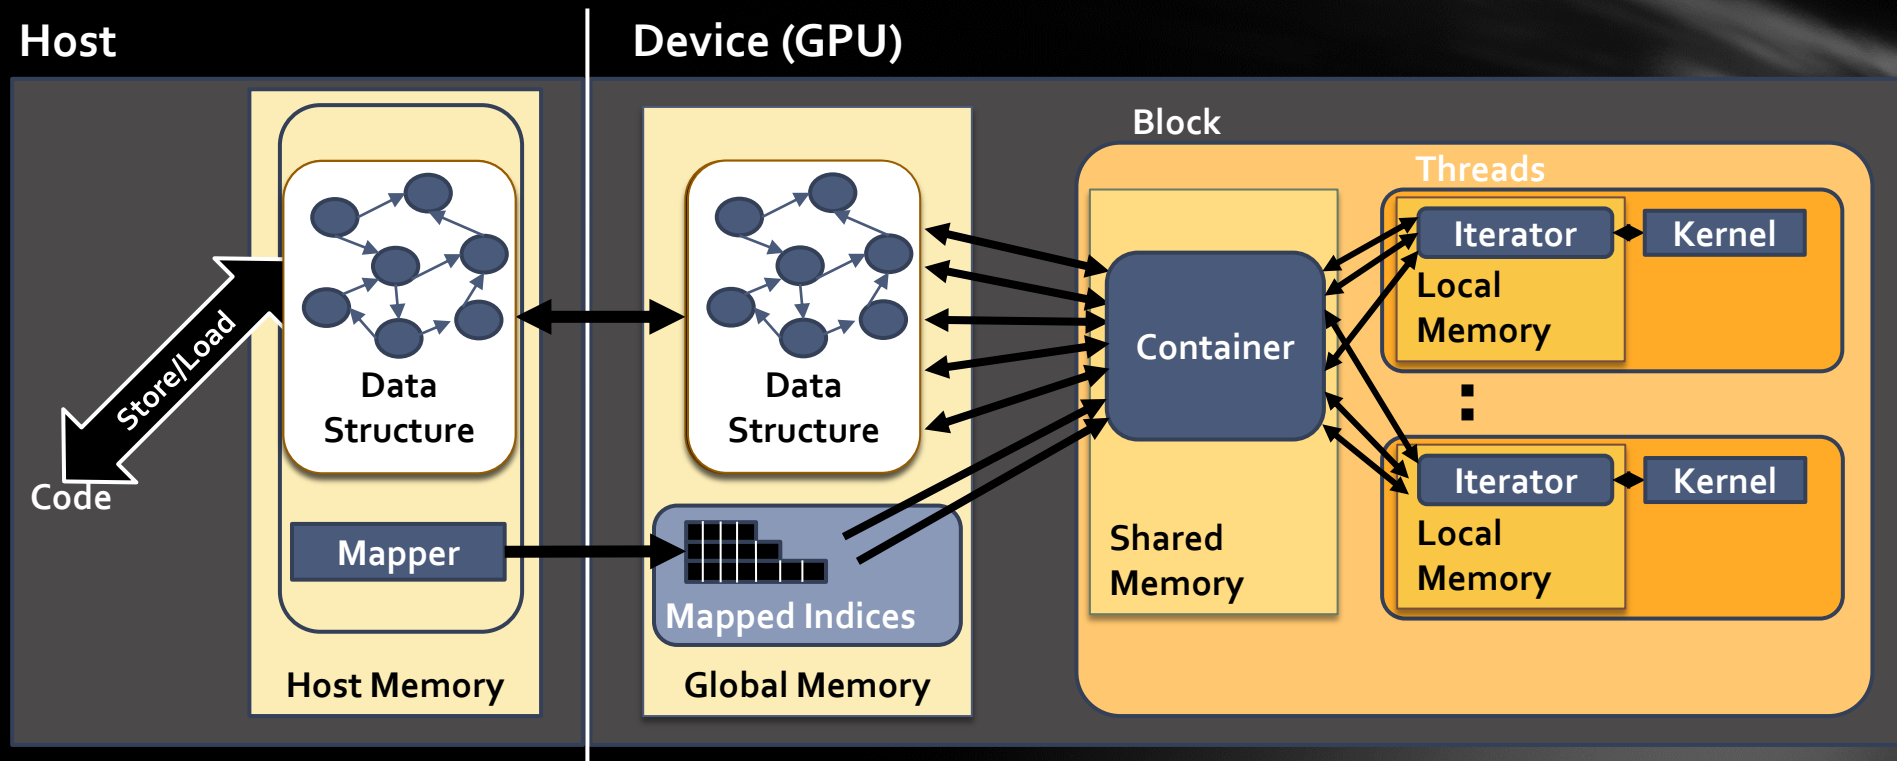 Host
Device (GPU)
Block
Threads
Iterator
Kernel
Local
Memory
Store/Load
Code
Data
Structure
Data
Structure
Container
Iterator
Kernel
Local
Memory
Mapper
Mapped Indices
Shared
Memory
Host Memory
Global Memory